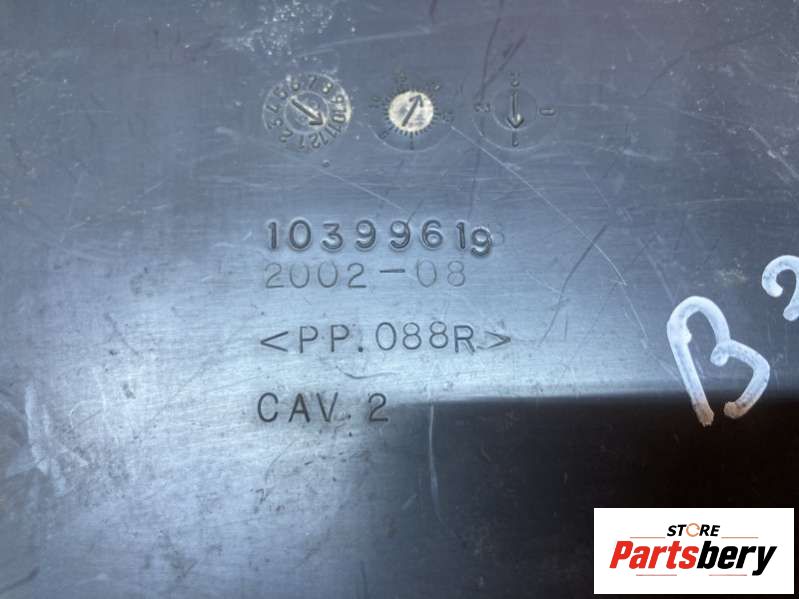 10399619
2002-08
<PP.088R>
CAV. 2
B
STORE
Partsbery